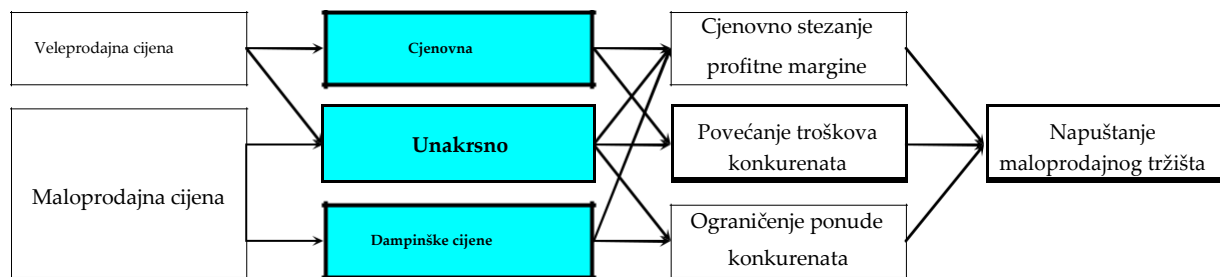 Veleprodajna cijena
Maloprodajna cijena
Cjenovna
Unakrsno
Dampinške cijene
Cjenovno stezanje
profitne margine
Povećanje troškova
konkurenata
Ograničenje ponude
konkurenata
Napuštanje
maloprodajnog tržišta